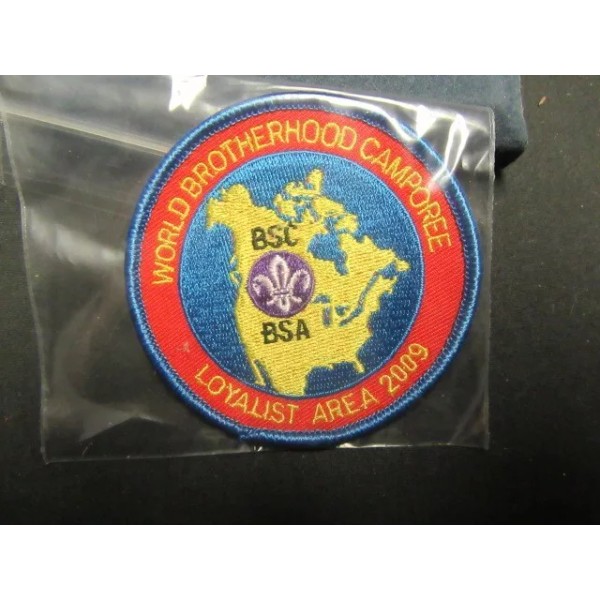 WORLD BROTHERHOOD CAMPOREE
BSC
BSA
LOYALIST AREA 2009